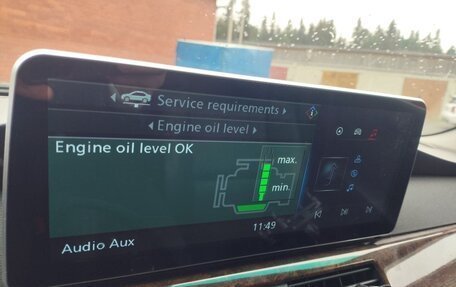 Service requirements
Engine oil level
Engine oil level OK
max.
min.
11:49
Audio Aux